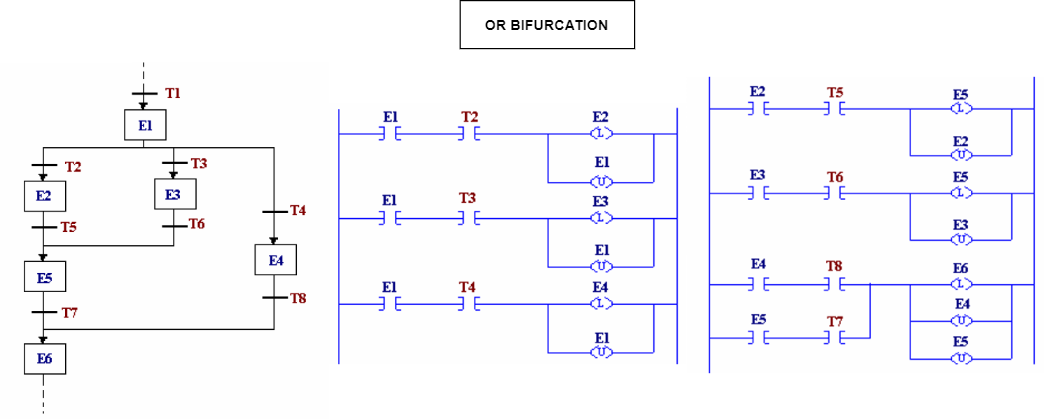 OR BIFURCATION
T1
E1
T2
T3
E2
E3
T4
T5
T6
E4
E5
T8
T7
E6
E1 T2 E2
L
E1
U
E1 T3 E3
L
E1
U
E1 T4 E4
L
E1
U
E2 T5 E5
L
E2
U
E3 T6 E5
L
E3
U
E4 T8 E6
L
E4
U
E5 T7
E5
U